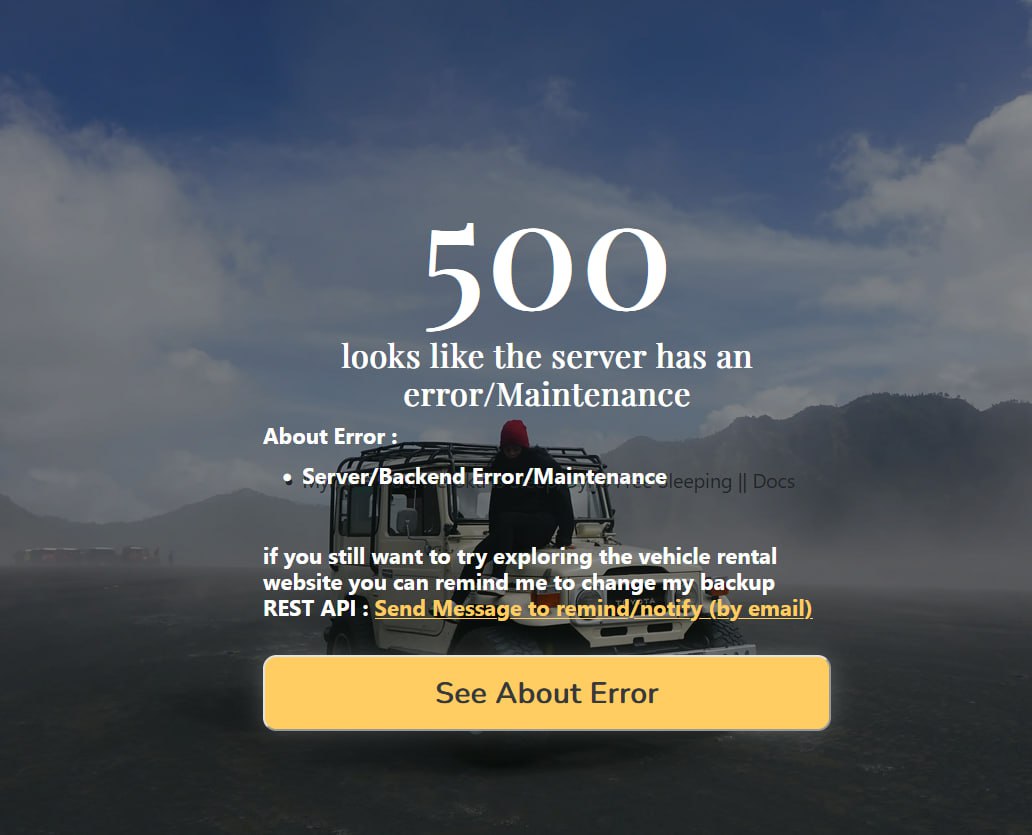 500
looks like the server has an
error/Maintenance
About Error :
• Server/Backend Error/Maintenance
Sleeping || Docs
if you still want to try exploring the vehicle rental
website you can remind me to change my backup
REST API : Send Message to remind/notify (by email)
TOYOTA
See About Error